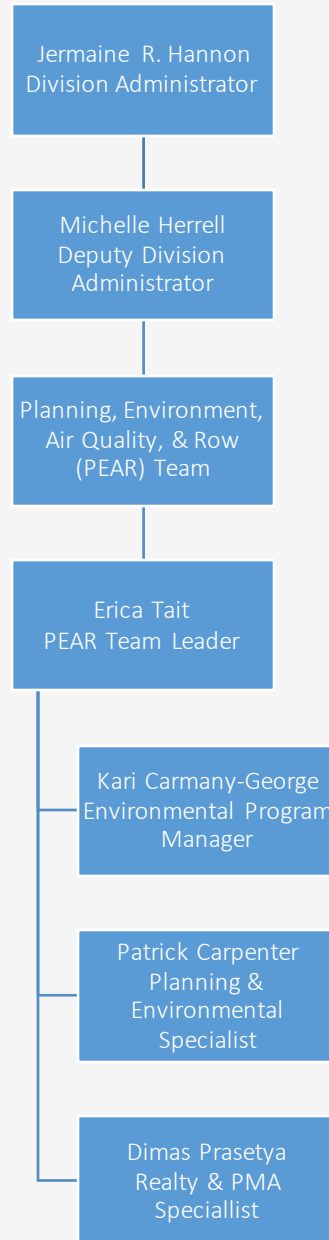 Jermaine R. Hannon
Division Administrator
Michelle Herrell
Deputy Division
Administrator
Planning, Environment,
Air Quality, & Row
(PEAR) Team
Erica Tait
PEAR Team Leader
Kari Carmany-George
Environmental Program
Manager
Patrick Carpenter
Planning &
Environmental
Specialist
Dimas Prasetya
Realty & PMA
Speciallist